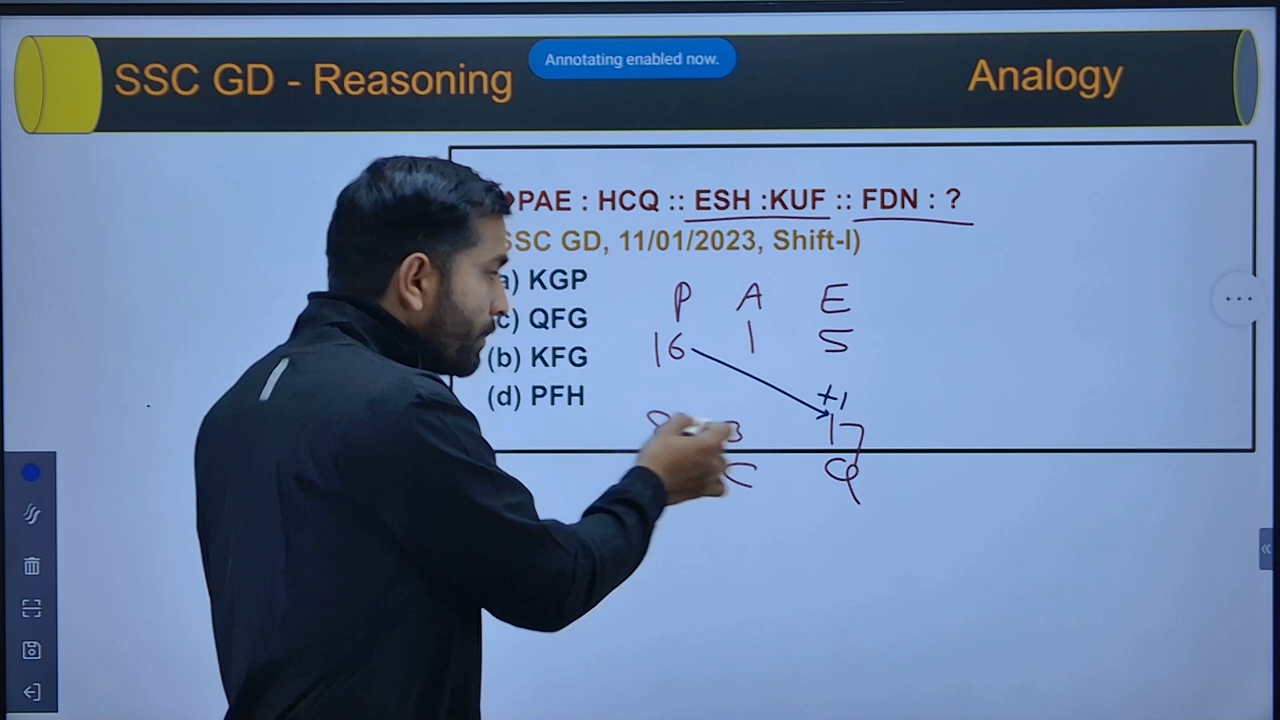 SSC GD - Reasoning
Annotating enabled now.
Analogy
PAE : HCQ :: ESH :KUF :: FDN : ?
SSC GD, 11/01/2023, Shift-I)
a) KGP
c) QFG
(b) KFG
(d) PFH
P A E
16 1 5
+1
3 17
C Q